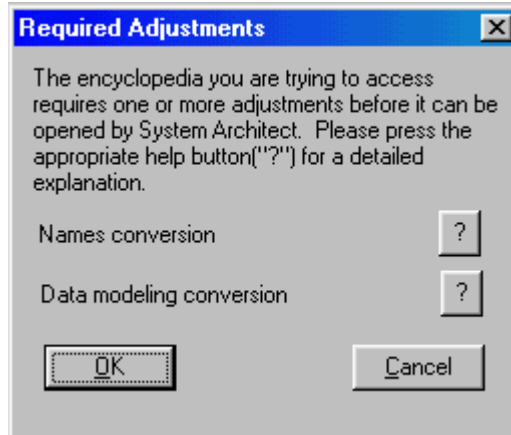 Required Adjustments
The encyclopedia you are trying to access
requires one or more adjustments before it can be
opened by System Architect.  Please press the
appropriate help button("?") for a detailed
explanation.
Names conversion ?
Data modeling conversion ?
OK Cancel